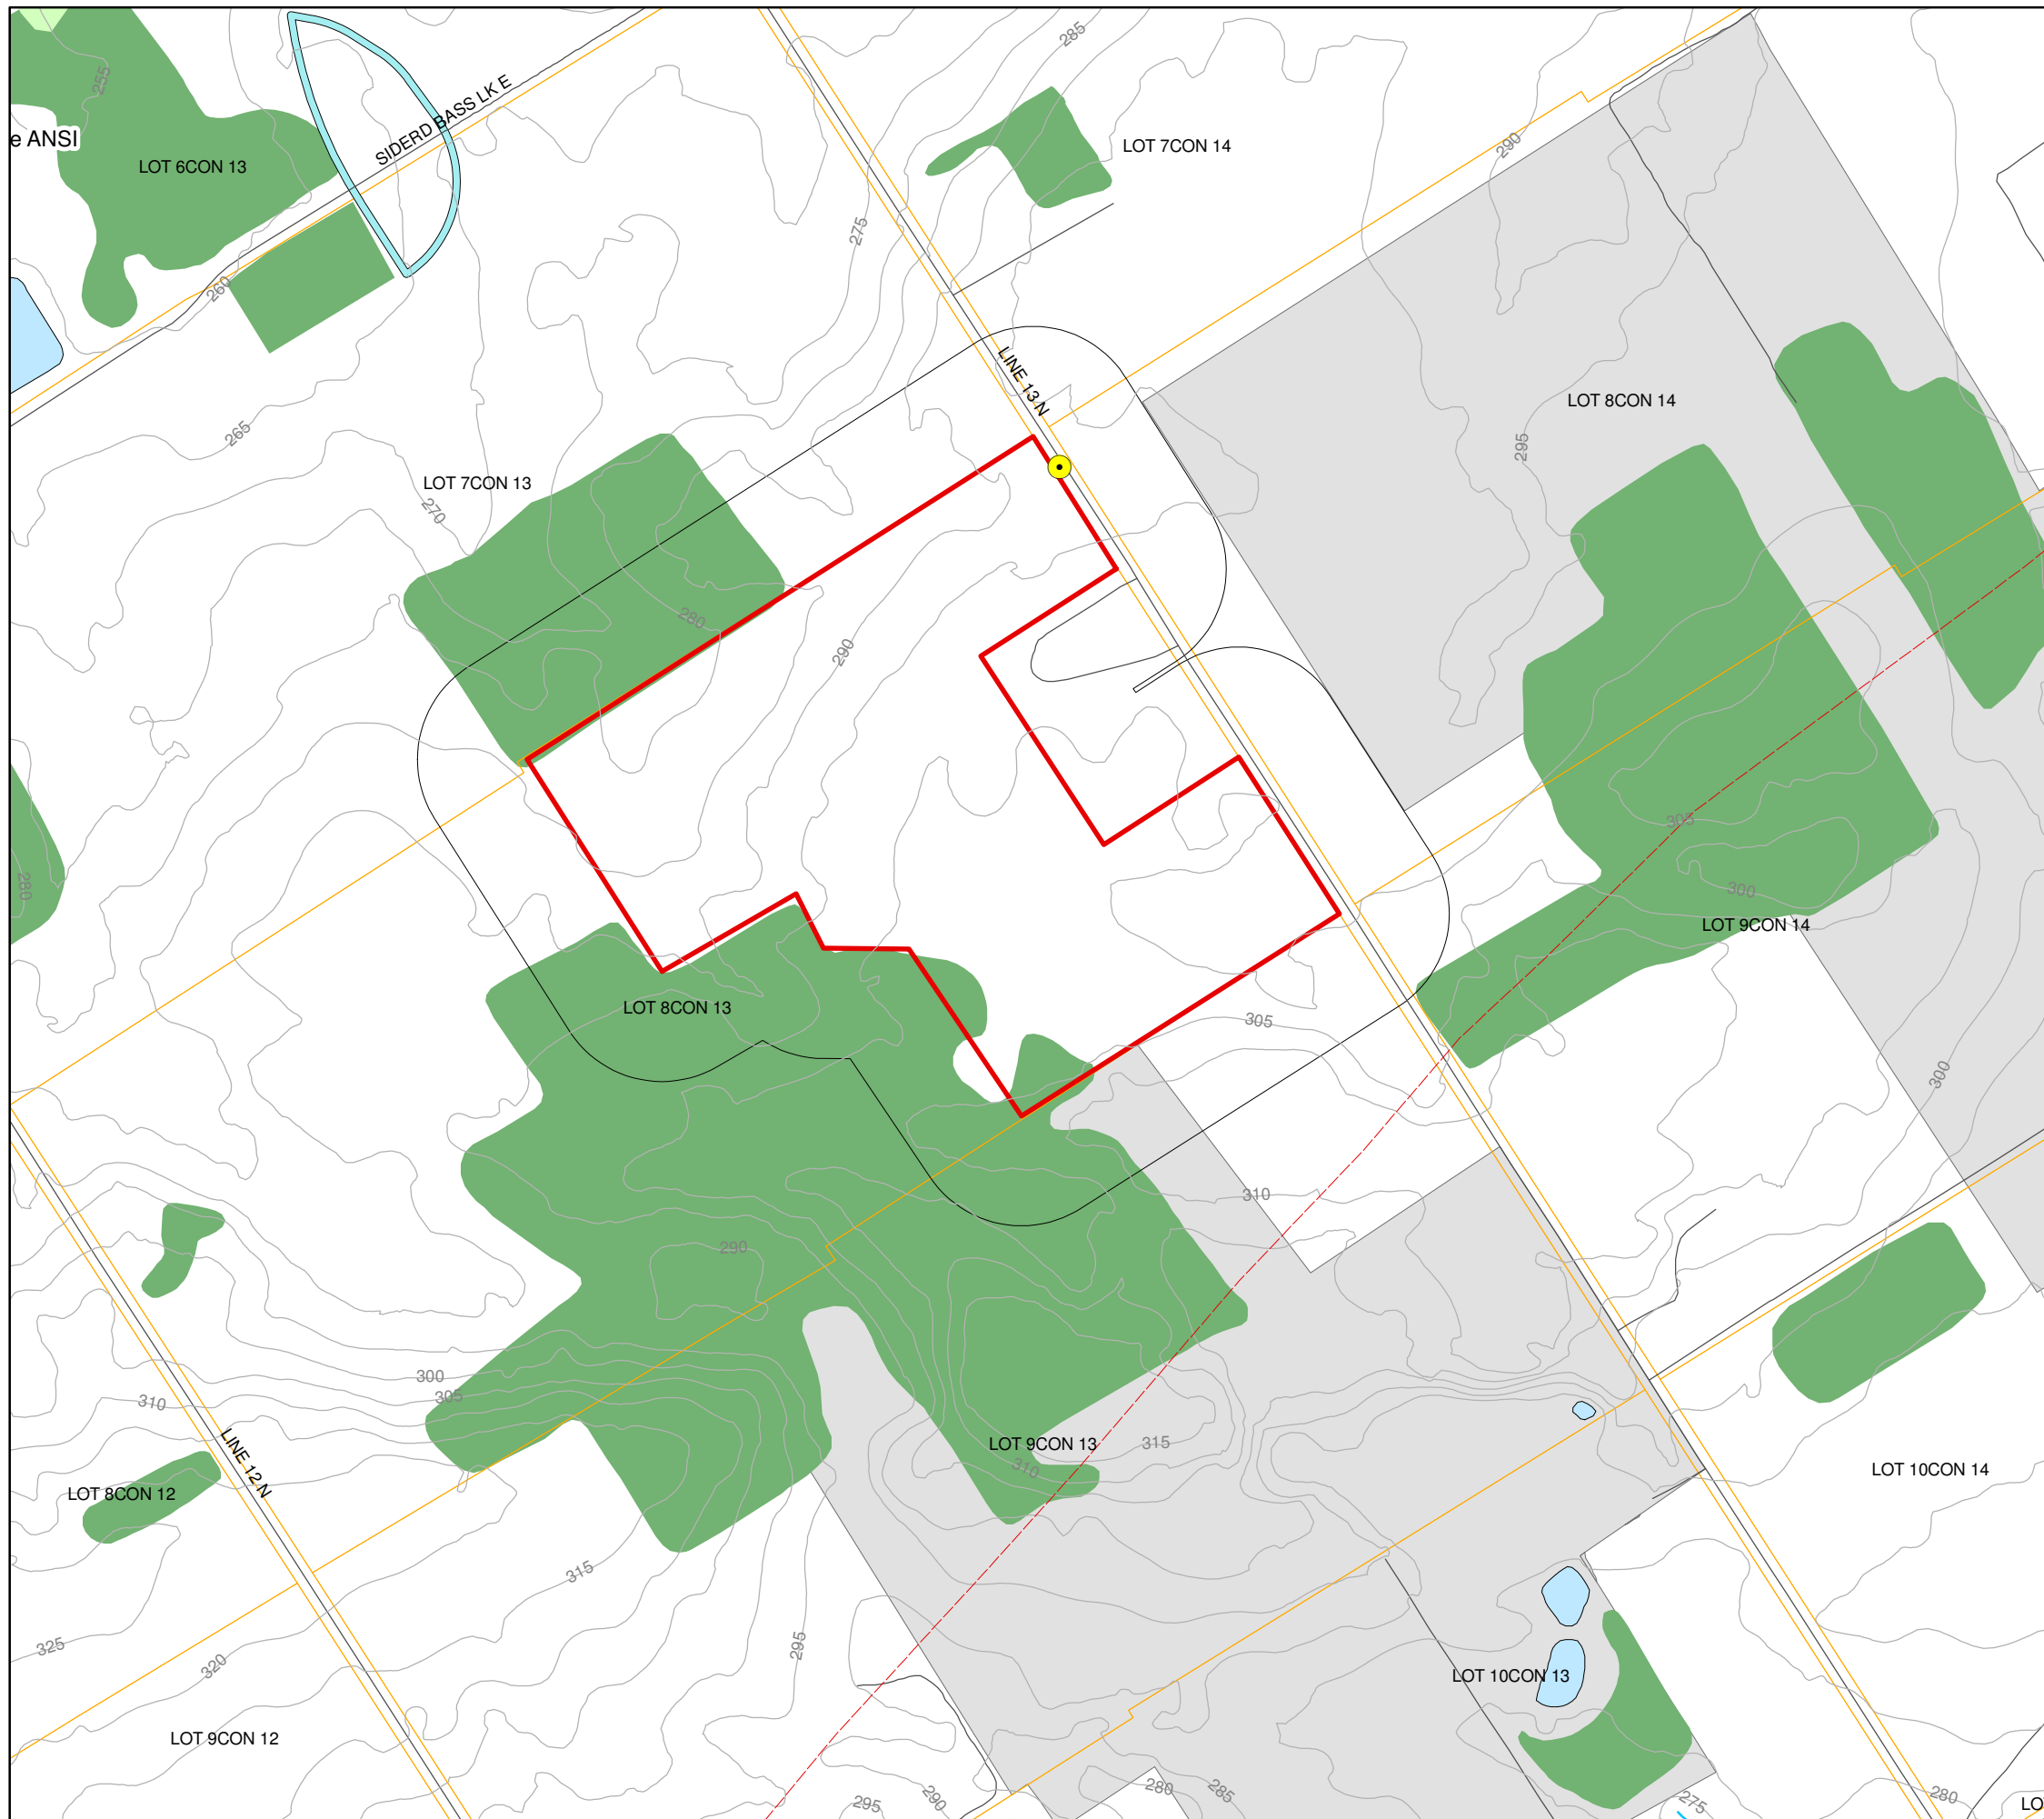 285
255
SIDERD BASS LK E
e ANSI
LOT 7CON 14
290
LOT 6CON 13
275
260
LINE 13 N
LOT 8CON 14
265
295
LOT 7CON 13
270
280
290
305
280
300
LOT 9CON 14
LOT 8CON 13
305
300
310
290
300
305
310
LINE 12 N
LOT 9CON 13
315
310
LOT 10CON 14
LOT 8CON 12
315
325
295
320
LOT 10CON 13
LOT 9CON 12
280
285
290
295
275
280
LO